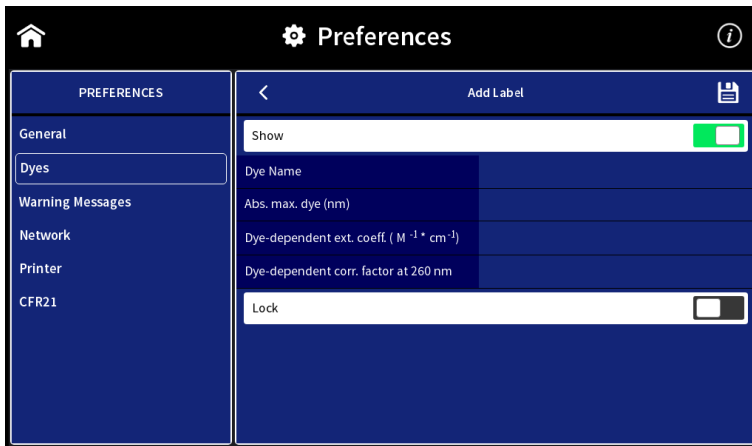 Preferences
i
PREFERENCES
General
Dyes
Warning Messages
Network
Printer
CFR21
Add Label
Show
Dye Name
Abs. max. dye (nm)
Dye-dependent ext. coeff. ( M ⁻¹ * cm⁻¹)
Dye-dependent corr. factor at 260 nm
Lock